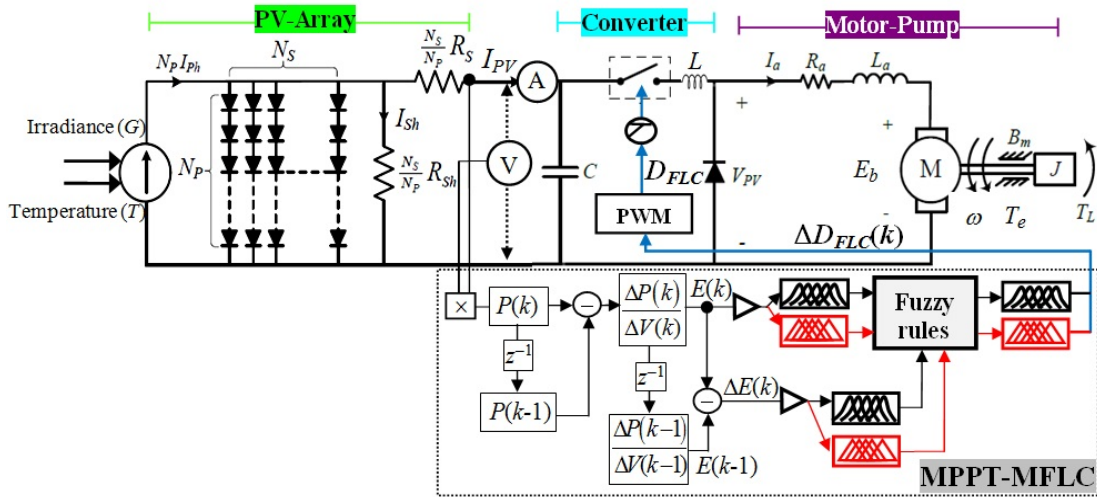 PV-Array
Converter
Motor-Pump
N_P I_Ph
N_S
N_S/N_P R_S
I_PV
A
L
I_a
R_a
L_a
I_Sh
Irradiance (G)
N_P
N_S/N_P R_Sh
V
C
D_FLC
+
V_PV
+
E_b
M
B_m
J
Temperature (T)
PWM
-
-
ω
T_e
T_L
ΔD_FLC(k)
×
P(k)
−
ΔP(k)/ΔV(k)
E(k)
Fuzzy
rules
z⁻¹
z⁻¹
P(k-1)
−
ΔE(k)
ΔP(k−1)/ΔV(k−1)
E(k-1)
MPPT-MFLC